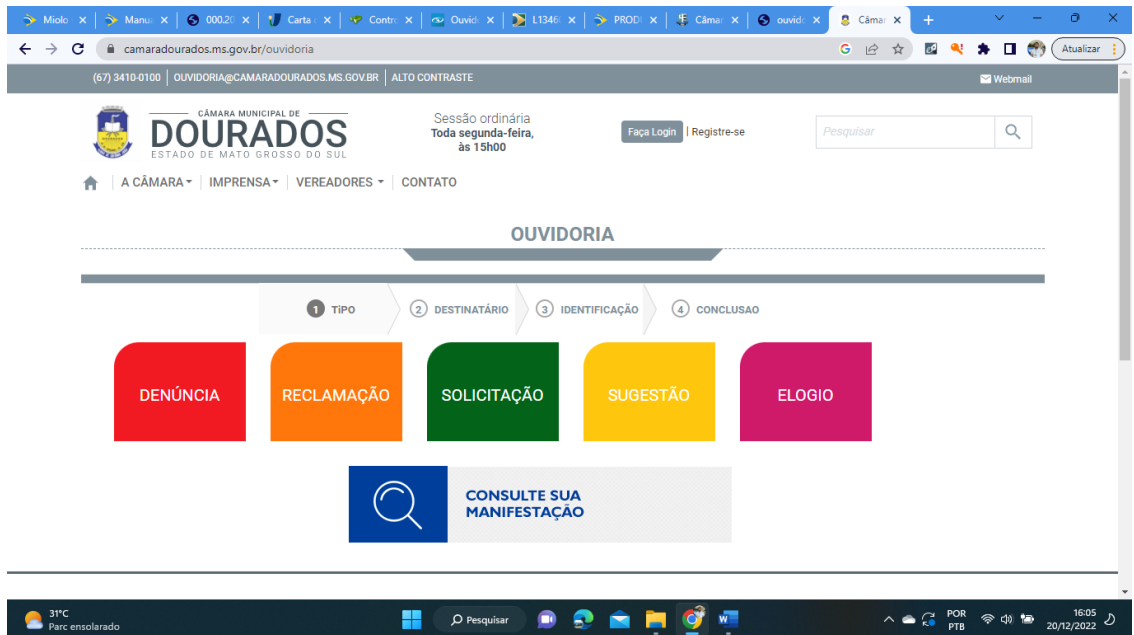 Miolo
Manua
000.20
Carta
Contro
Ouvid
L1346
PROD
Câmar
ouvido
Câmar
camaradourados.ms.gov.br/ouvidoria
Atualizar
(67) 3410-0100 OUVIDORIA@CAMARADOURADOS.MS.GOV.BR ALTO CONTRASTE
Webmail
CÂMARA MUNICIPAL DE
DOURADOS
ESTADO DE MATO GROSSO DO SUL
Sessão ordinária
Toda segunda-feira,
às 15h00
Faça Login | Registre-se
Pesquisar
A CÂMARA IMPRENSA VEREADORES CONTATO
OUVIDORIA
1 TiPO
2 DESTINATÁRIO
3 IDENTIFICAÇÃO
4 CONCLUSAO
DENÚNCIA
RECLAMAÇÃO
SOLICITAÇÃO
SUGESTÃO
ELOGIO
CONSULTE SUA
MANIFESTAÇÃO
31°C
Parc ensolarado
Pesquisar
POR
PTB
16:05
20/12/2022